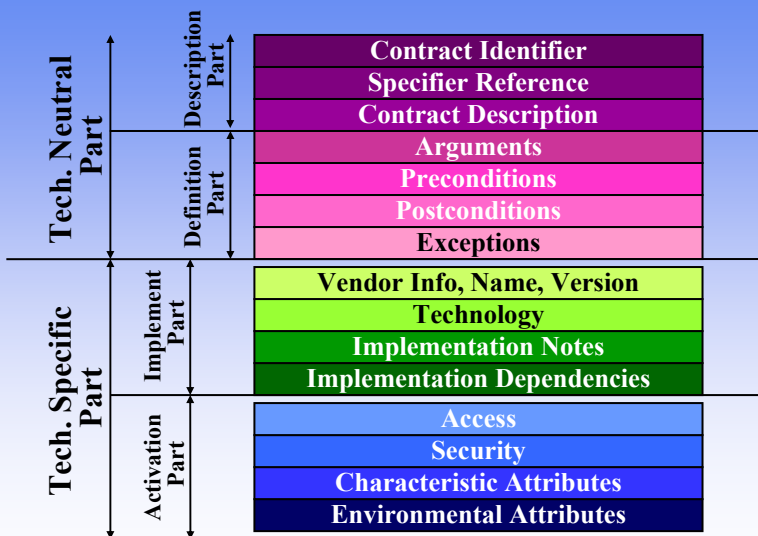 Tech. Neutral
Part
Description
Part
Contract Identifier
Specifier Reference
Contract Description
Definition
Part
Arguments
Preconditions
Postconditions
Exceptions
Tech. Specific
Part
Implement
Part
Vendor Info, Name, Version
Technology
Implementation Notes
Implementation Dependencies
Activation
Part
Access
Security
Characteristic Attributes
Environmental Attributes